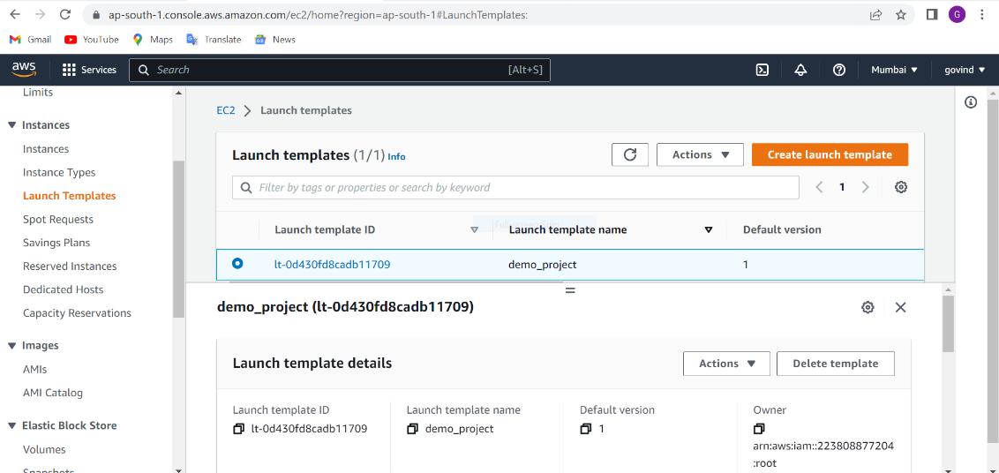 ap-south-1.console.aws.amazon.com/ec2/home?region=ap-south-1#LaunchTemplates:
G
Gmail YouTube Maps Translate News
aws Services Search [Alt+S] Mumbai govind
Limits
Instances
Instances
Instance Types
Launch Templates
Spot Requests
Savings Plans
Reserved Instances
Dedicated Hosts
Capacity Reservations
Images
AMIs
AMI Catalog
Elastic Block Store
Volumes
Snapshots
EC2 Launch templates
Launch templates (1/1) Info Actions Create launch template
Filter by tags or properties or search by keyword 1
Launch template ID Launch template name Default version
lt-0d430fd8cadb11709 demo_project 1
demo_project (lt-0d430fd8cadb11709)
Launch template details Actions Delete template
Launch template ID Launch template name Default version Owner
lt-0d430fd8cadb11709 demo_project 1
arn:aws:iam::223808877204
:root